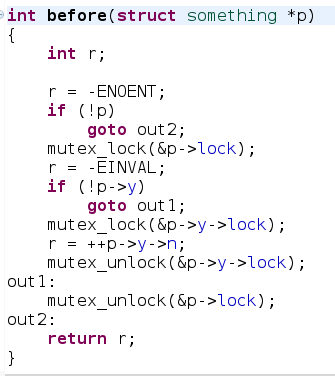 int before(struct something *p)
{
    int r;

    r = -ENOENT;
    if (!p)
        goto out2;
    mutex_lock(&p->lock);
    r = -EINVAL;
    if (!p->y)
        goto out1;
    mutex_lock(&p->y->lock);
    r = ++p->y->n;
    mutex_unlock(&p->y->lock);
out1:
    mutex_unlock(&p->lock);
out2:
    return r;
}